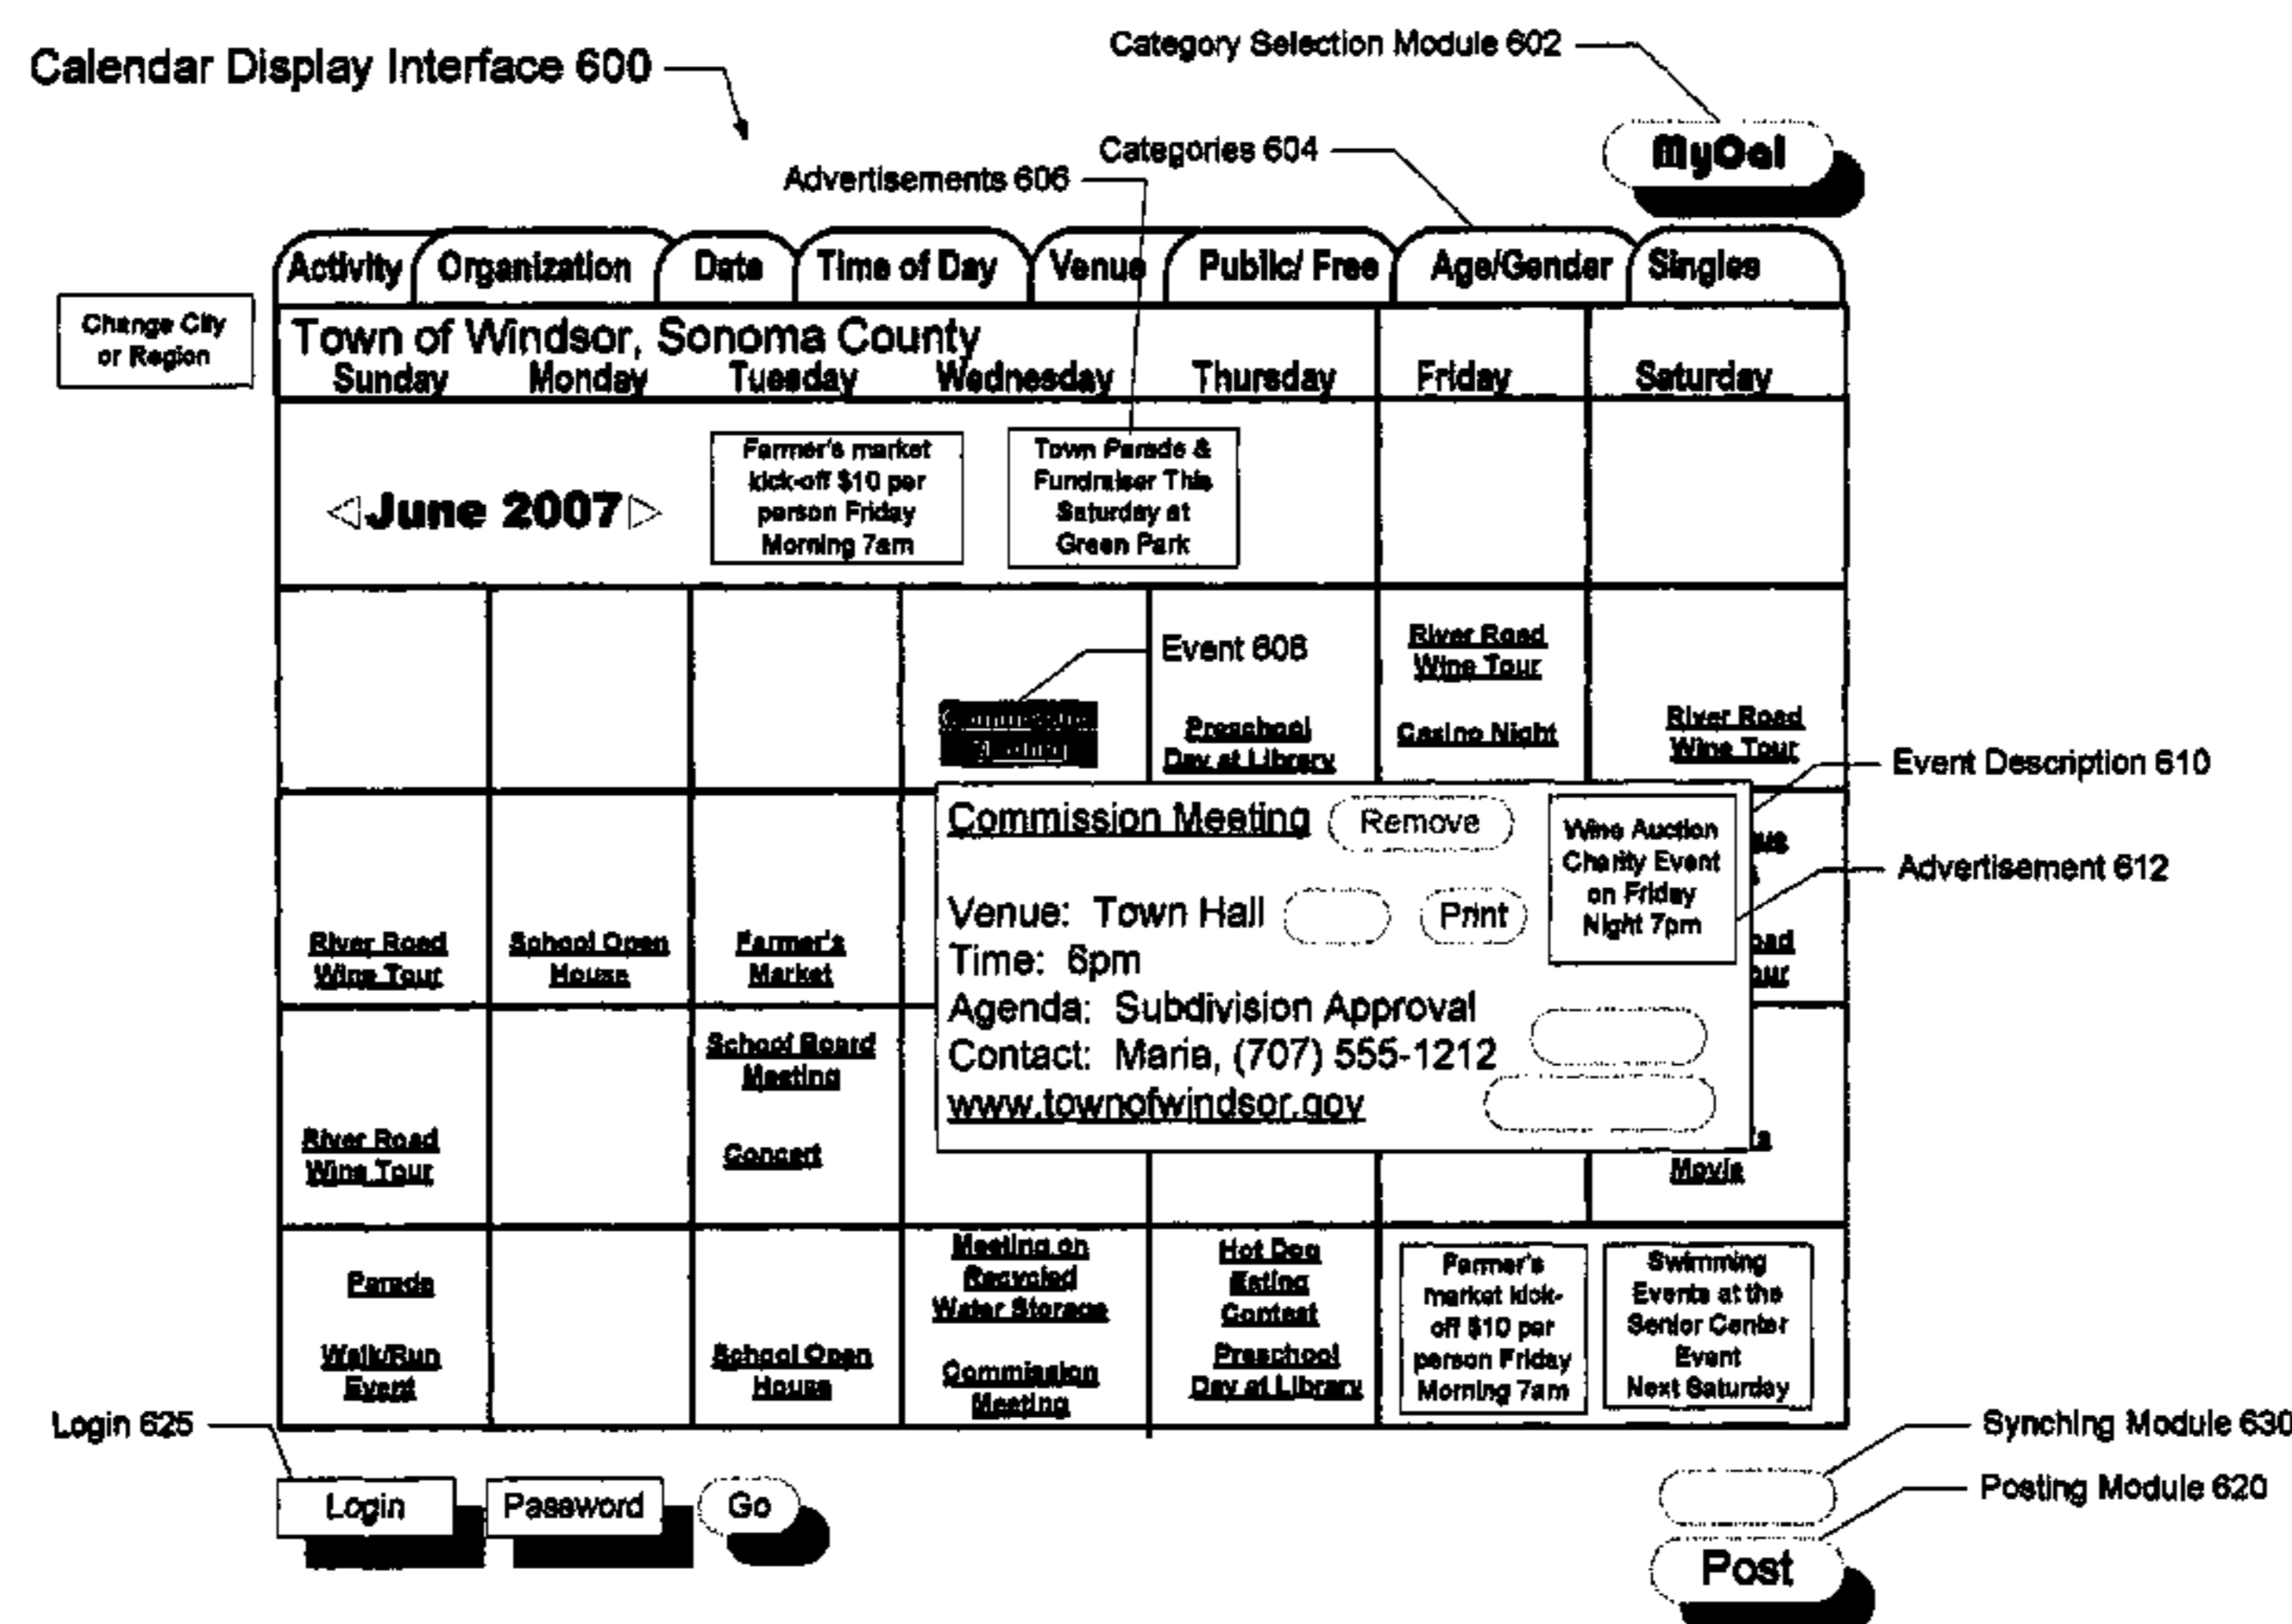 Calendar Display Interface 600
Category Selection Module 602
Categories 604
Advertisements 606
MyCal
Activity Organization Date Time of Day Venue Public/ Free Age/Gender Singles
Change City
or Region
Town of Windsor, Sonoma County
Sunday Monday Tuesday Wednesday Thursday Friday Saturday
June 2007
Farmer's market
kick-off $10 per
person Friday
Morning 7am
Town Parade &
Fundraiser This
Saturday at
Green Park
Event 608
Commission
Meeting
Preschool
Day at Library
River Road
Wine Tour
Casino Night
River Road
Wine Tour
Event Description 610
Advertisement 612
Commission Meeting Remove
Venue: Town Hall Print
Time: 6pm
Agenda: Subdivision Approval
Contact: Maria, (707) 555-1212
www.townofwindsor.gov
Wine Auction
Charity Event
on Friday
Night 7pm
River Road
Wine Tour
School Open
House
Farmer's
Market
River Road
Wine Tour
School Board
Meeting
Concert
Movie
Parade
Walk/Run
Event
School Open
House
Meeting on
Recycled
Water Storage
Commission
Meeting
Hot Dog
Eating
Contest
Preschool
Day at Library
Farmer's
market kick-
off $10 per
person Friday
Morning 7am
Swimming
Events at the
Senior Center
Event
Next Saturday
Login 625
Login Password Go
Synching Module 630
Posting Module 620
Post